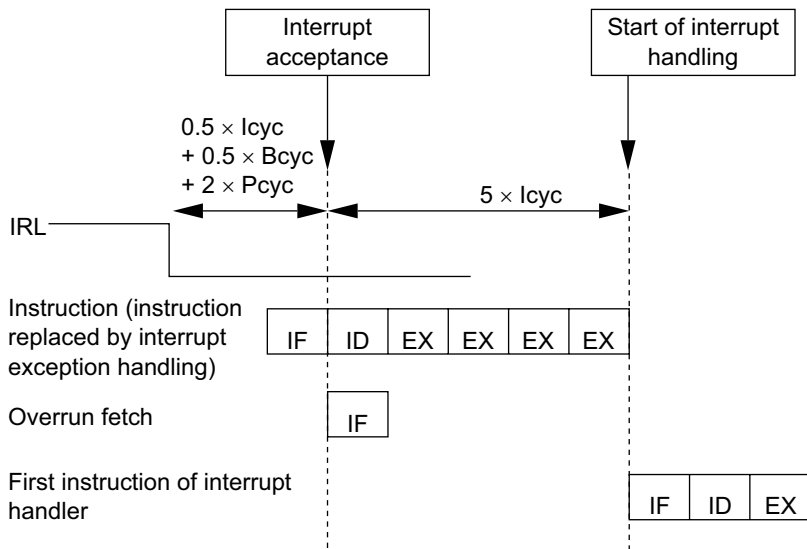 Interrupt
acceptance
Start of interrupt
handling
0.5 × Icyc
+ 0.5 × Bcyc
+ 2 × Pcyc
5 × Icyc
IRL
Instruction (instruction
replaced by interrupt
exception handling)
IF ID EX EX EX EX
Overrun fetch
IF
First instruction of interrupt
handler
IF ID EX